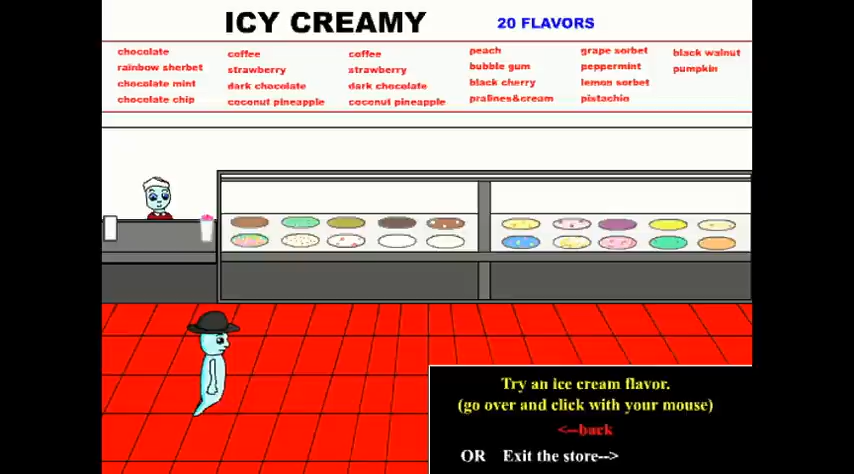 ICY CREAMY
20 FLAVORS
chocolate
rainbow sherbet
chocolate mint
chocolate chip
coffee
strawberry
dark chocolate
coconut pineapple
coffee
strawberry
dark chocolate
coconut pineapple
peach
bubble gum
black cherry
pralines&cream
grape sorbet
peppermint
lemon sorbet
pistachio
black walnut
pumpkin
Try an ice cream flavor.
(go over and click with your mouse)
<--back
OR Exit the store-->